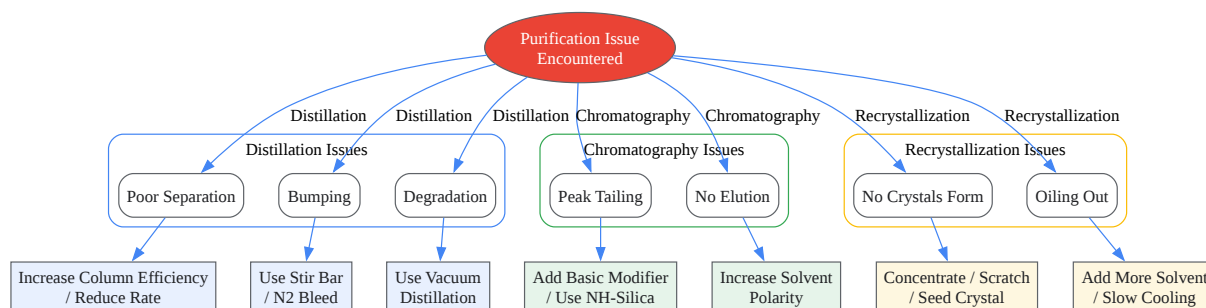 Purification Issue
Encountered
Distillation
Distillation
Distillation
Chromatography
Chromatography
Recrystallization
Recrystallization
Distillation Issues
Chromatography Issues
Recrystallization Issues
Poor Separation
Bumping
Degradation
Peak Tailing
No Elution
No Crystals Form
Oiling Out
Increase Column Efficiency
/ Reduce Rate
Use Stir Bar
/ N2 Bleed
Use Vacuum
Distillation
Add Basic Modifier
/ Use NH-Silica
Increase Solvent
Polarity
Concentrate / Scratch
/ Seed Crystal
Add More Solvent
/ Slow Cooling